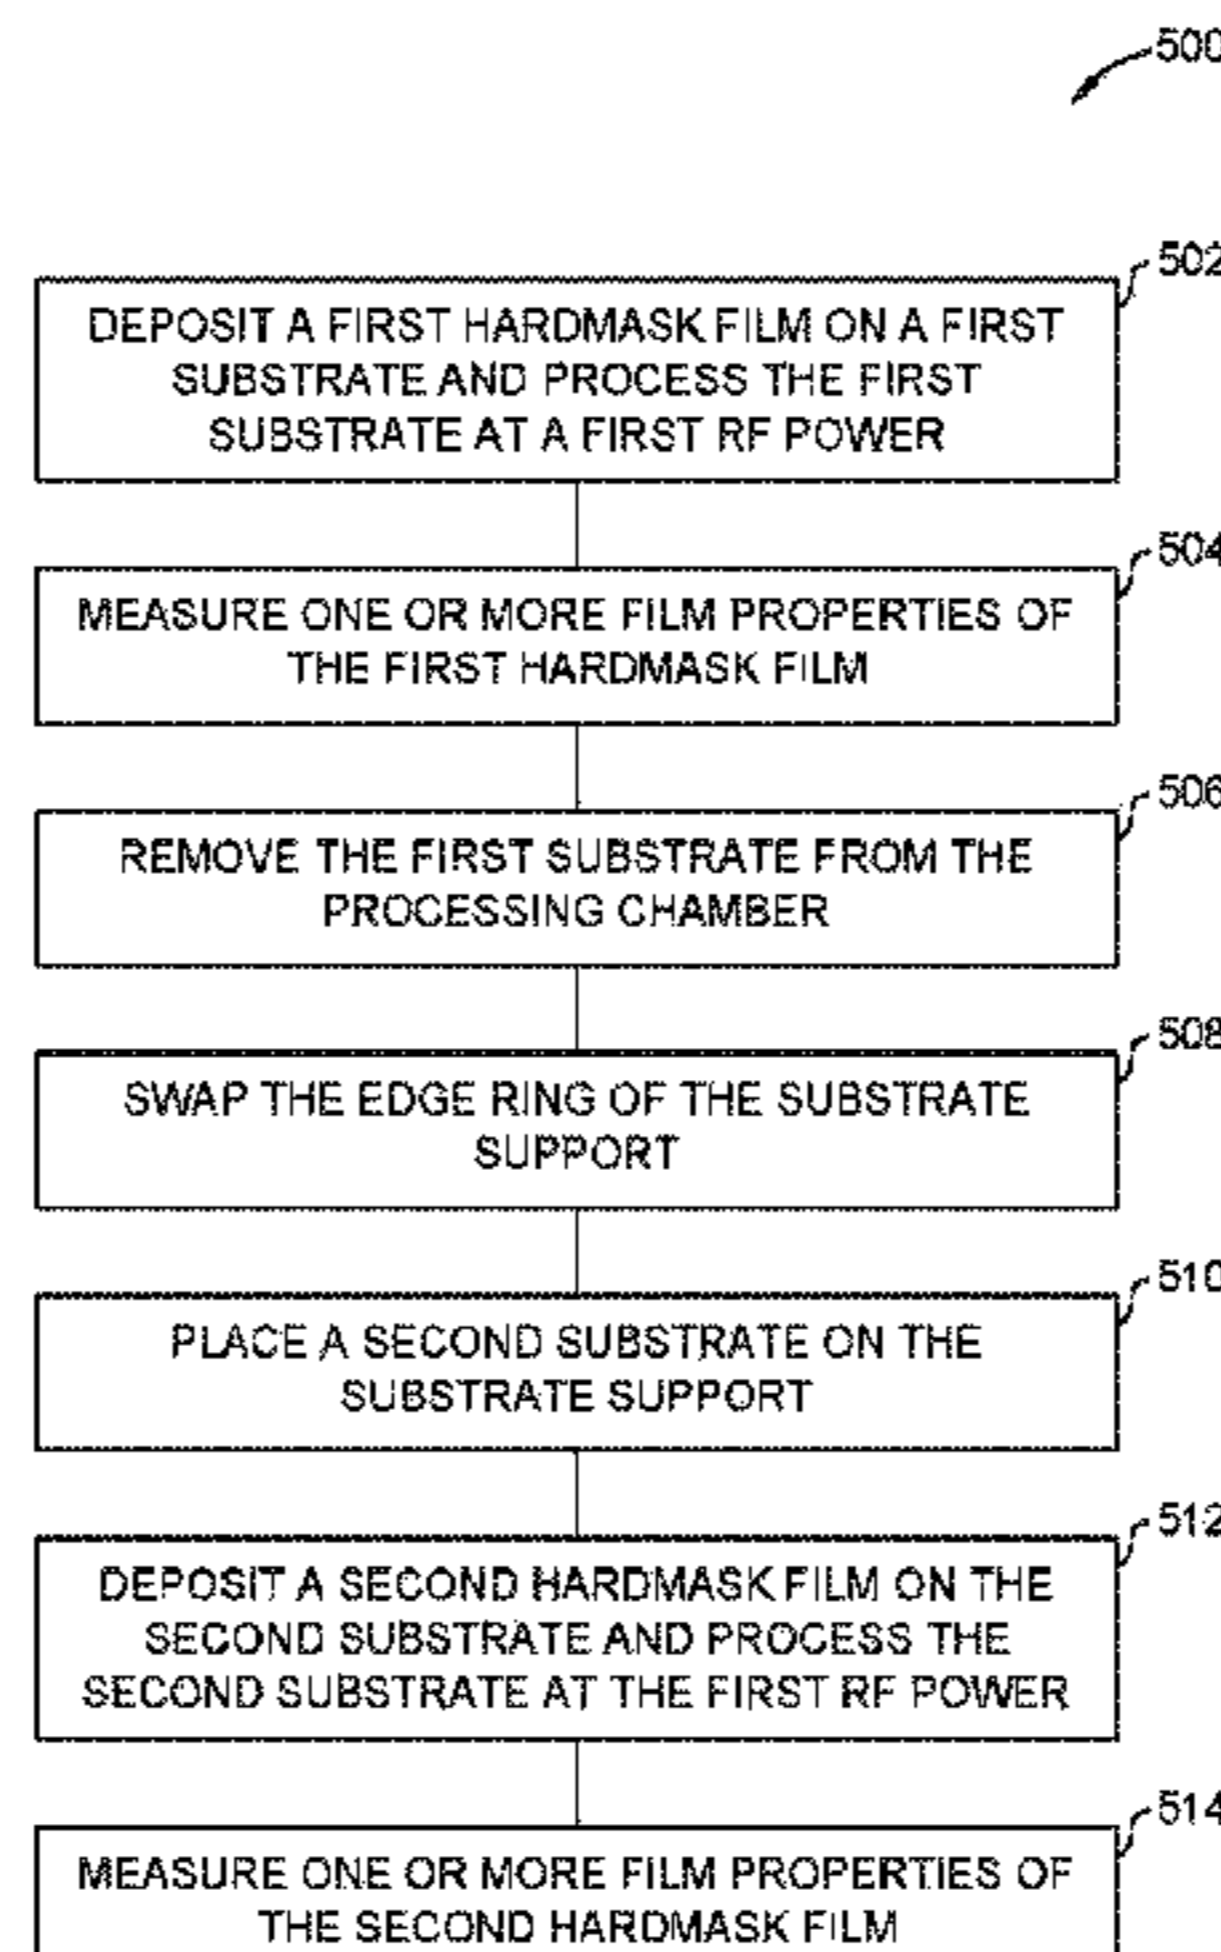 500
502
DEPOSIT A FIRST HARDMASK FILM ON A FIRST
SUBSTRATE AND PROCESS THE FIRST
SUBSTRATE AT A FIRST RF POWER
504
MEASURE ONE OR MORE FILM PROPERTIES OF
THE FIRST HARDMASK FILM
506
REMOVE THE FIRST SUBSTRATE FROM THE
PROCESSING CHAMBER
508
SWAP THE EDGE RING OF THE SUBSTRATE
SUPPORT
510
PLACE A SECOND SUBSTRATE ON THE
SUBSTRATE SUPPORT
512
DEPOSIT A SECOND HARDMASK FILM ON THE
SECOND SUBSTRATE AND PROCESS THE
SECOND SUBSTRATE AT THE FIRST RF POWER
514
MEASURE ONE OR MORE FILM PROPERTIES OF
THE SECOND HARDMASK FILM